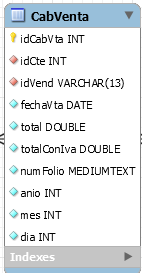 CabVenta
idCabVta INT
idCte INT
idVend VARCHAR(13)
fechaVta DATE
total DOUBLE
totalConIva DOUBLE
numFolio MEDIUMTEXT
anio INT
mes INT
dia INT
Indexes